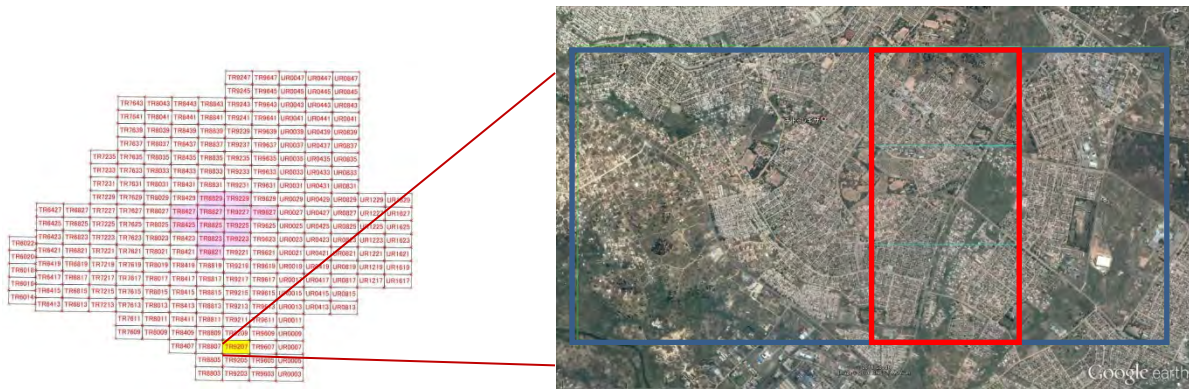 TR9247 TR9647 UR0047 UR0447 UR0847
TR9245 TR9645 UR0045 UR0445 UR0845
TR7643 TR8043 TR8443 TR8843 TR9243 TR9643 UR0043 UR0443 UR0843
TR7641 TR8041 TR8441 TR8841 TR9241 TR9641 UR0041 UR0441 UR0841
TR7639 TR8039 TR8439 TR8839 TR9239 TR9639 UR0039 UR0439 UR0839
TR7637 TR8037 TR8437 TR8837 TR9237 TR9637 UR0037 UR0437 UR0837
TR7235 TR7635 TR8035 TR8435 TR8835 TR9235 TR9635 UR0035 UR0435 UR0835
TR7233 TR7633 TR8033 TR8433 TR8833 TR9233 TR9633 UR0033 UR0433 UR0833
TR7231 TR7631 TR8031 TR8431 TR8831 TR9231 TR9631 UR0031 UR0431 UR0831
TR7229 TR7629 TR8029 TR8429 TR8829 TR9229 TR9629 UR0029 UR0429 UR0829 UR1229 UR1629
TR6427 TR6827 TR7227 TR7627 TR8027 TR8427 TR8827 TR9227 TR9627 UR0027 UR0427 UR0827 UR1227 UR1627
TR6425 TR6825 TR7225 TR7625 TR8025 TR8425 TR8825 TR9225 TR9625 UR0025 UR0425 UR0825 UR1225 UR1625
TR6423 TR6823 TR7223 TR7623 TR8023 TR8423 TR8823 TR9223 TR9623 UR0023 UR0423 UR0823 UR1223 UR1623
TR6022
TR6421 TR6821 TR7221 TR7621 TR8021 TR8421 TR8821 TR9221 TR9621 UR0021 UR0421 UR0821 UR1221 UR1621
TR6020
TR6419 TR6819 TR7219 TR7619 TR8019 TR8419 TR8819 TR9219 TR9619 UR0019 UR0419 UR0819 UR1219 UR1619
TR6018
TR6417 TR6817 TR7217 TR7617 TR8017 TR8417 TR8817 TR9217 TR9617 UR0017 UR0417 UR0817 UR1217 UR1617
TR6016
TR6415 TR6815 TR7215 TR7615 TR8015 TR8415 TR8815 TR9215 TR9615 UR0015 UR0415 UR0815
TR6014
TR6413 TR6813 TR7213 TR7613 TR8013 TR8413 TR8813 TR9213 TR9613 UR0013 UR0413 UR0813
TR7611 TR8011 TR8411 TR8811 TR9211 TR9611 UR0011
TR7609 TR8009 TR8409 TR8809 TR9209 TR9609 UR0009
TR8407 TR8807 TR9207 TR9607 UR0007
TR8805 TR9205 TR9605 UR0005
TR8803 TR9203 TR9603 UR0003
Google earth